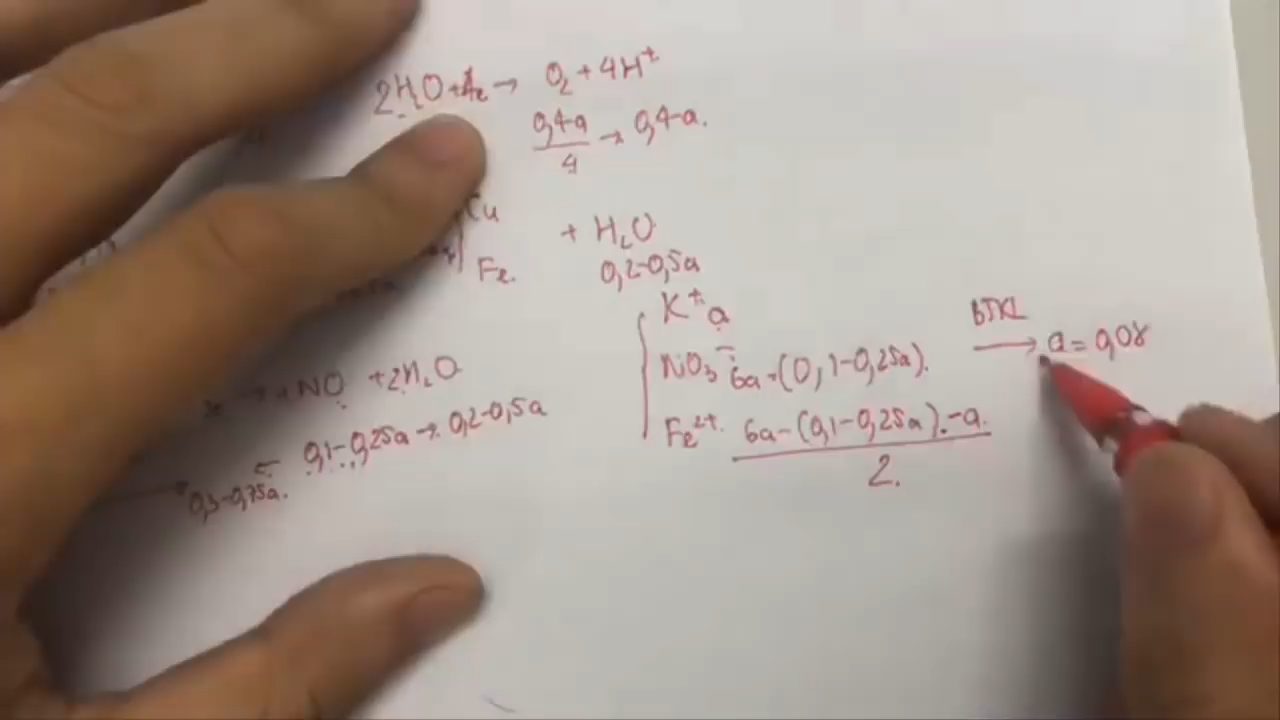 2H₂O + 4e → O₂ + 4H⁺
0,4-a / 4 → 0,4-a.
Cu
Fe.
+ H₂O
0,2-0,5a
K⁺ a
NO₃⁻ 6a-(0,1-0,25a).
BTKL → a = 0,08
Fe²⁺. 6a-(0,1-0,25a).-a. / 2.
→ NO + 2H₂O
0,3-0,75a. ← 0,1-0,25a → 0,2-0,5a